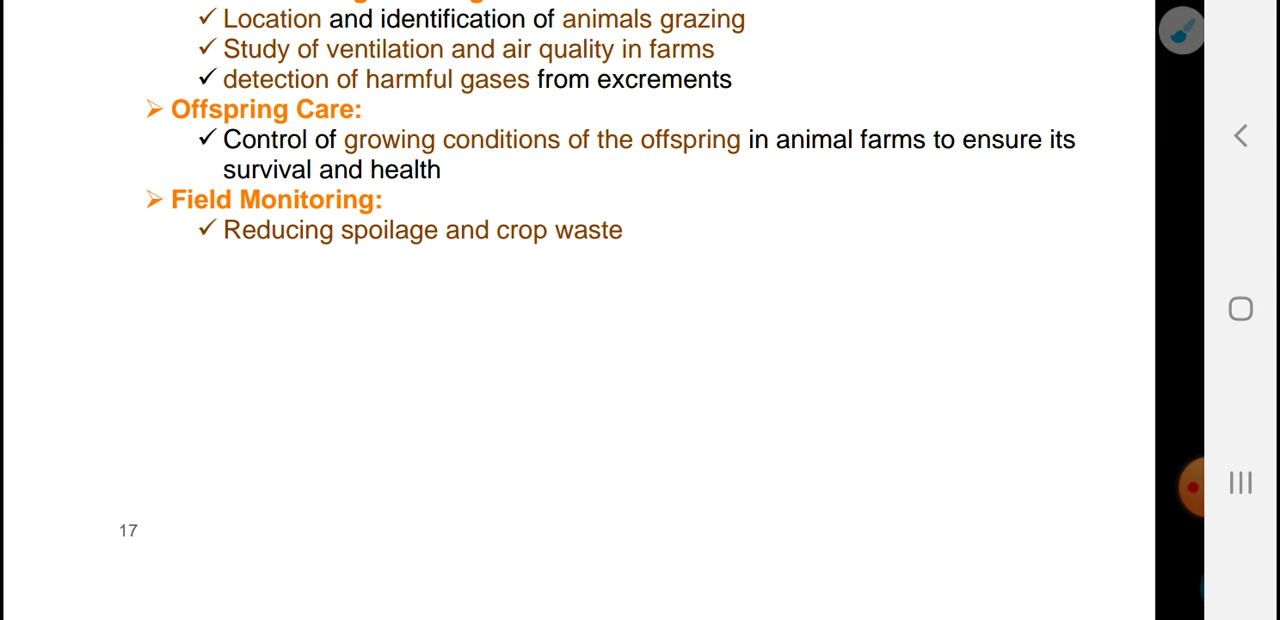 ✓ Location and identification of animals grazing
✓ Study of ventilation and air quality in farms
✓ detection of harmful gases from excrements
➢ Offspring Care:
✓ Control of growing conditions of the offspring in animal farms to ensure its
survival and health
➢ Field Monitoring:
✓ Reducing spoilage and crop waste
17